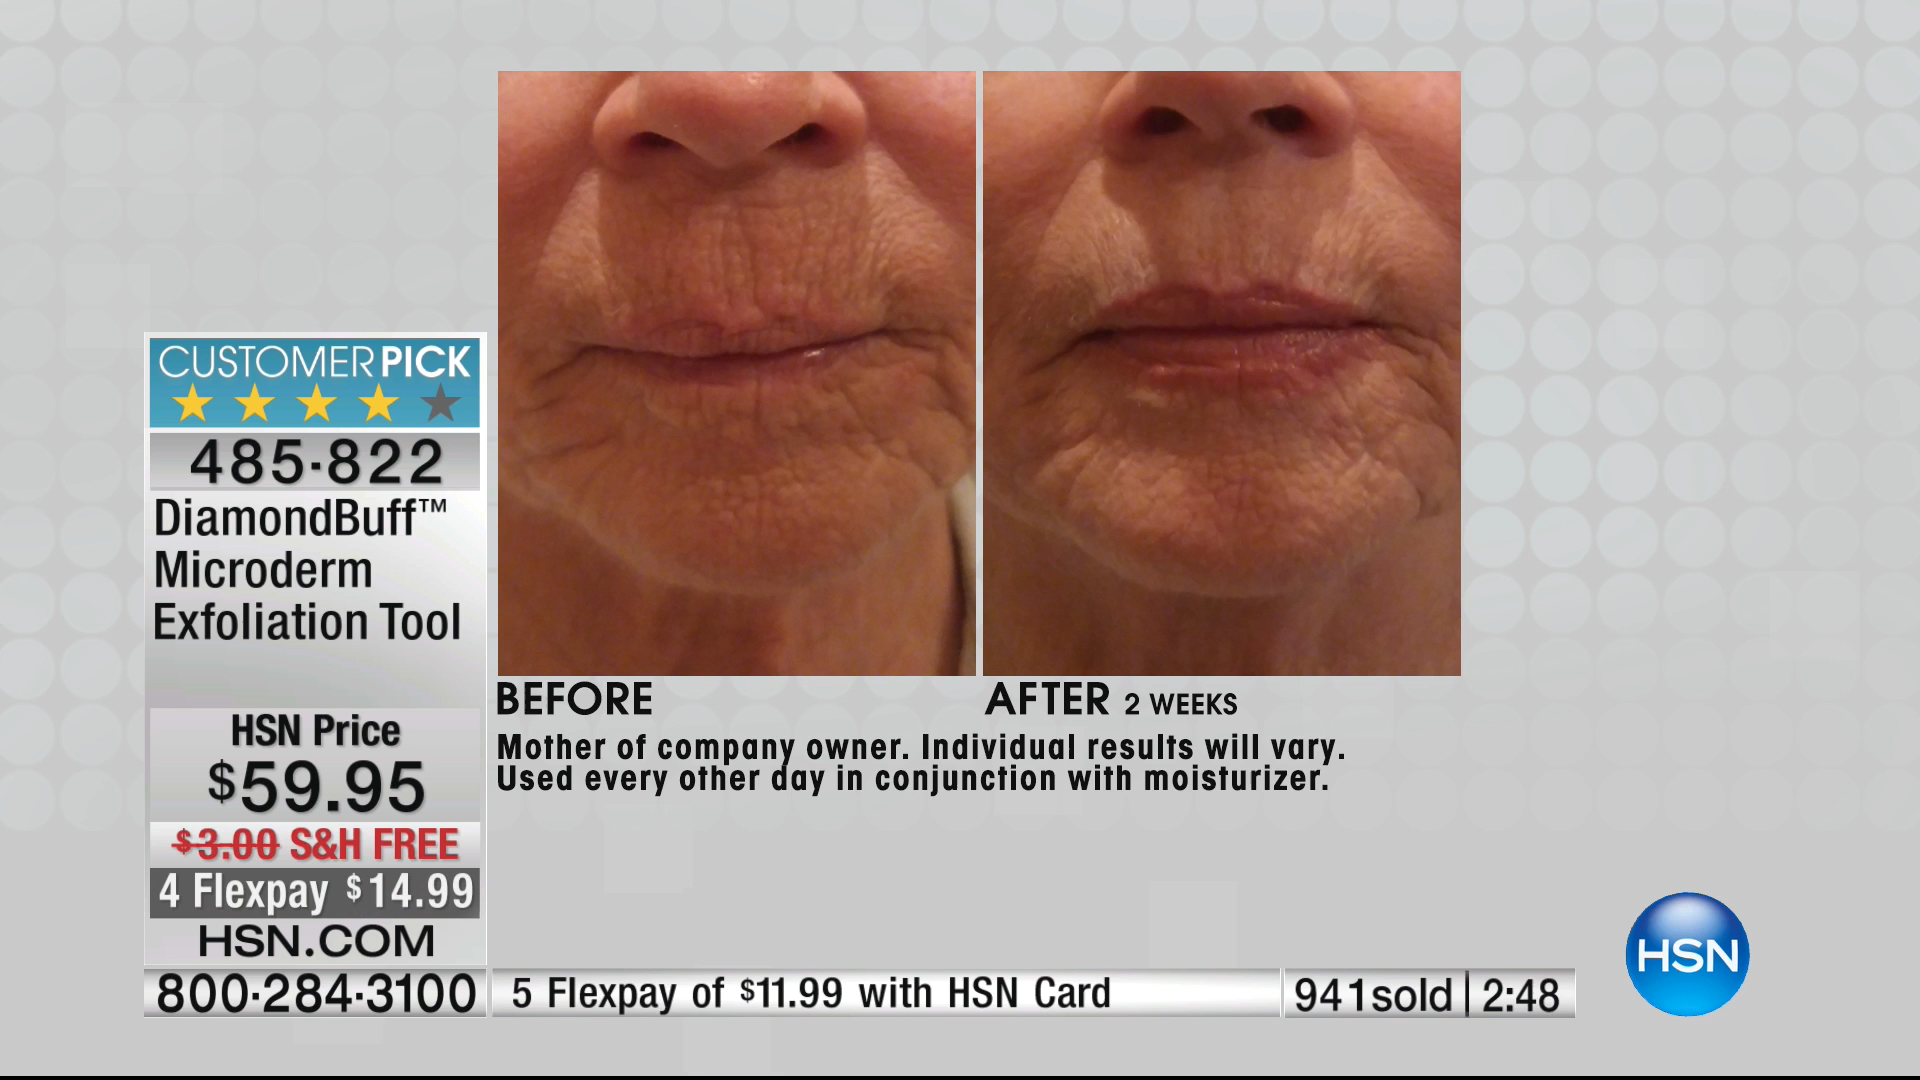 CUSTOMERPICK
485·822
DiamondBuff™
Microderm
Exfoliation Tool
HSN Price
$59.95
$3.00 S&H FREE
4 Flexpay $14.99
HSN.COM
800·284·3100
BEFORE
AFTER 2 WEEKS
Mother of company owner. Individual results will vary.
Used every other day in conjunction with moisturizer.
5 Flexpay of $11.99 with HSN Card
941sold | 2:48
HSN